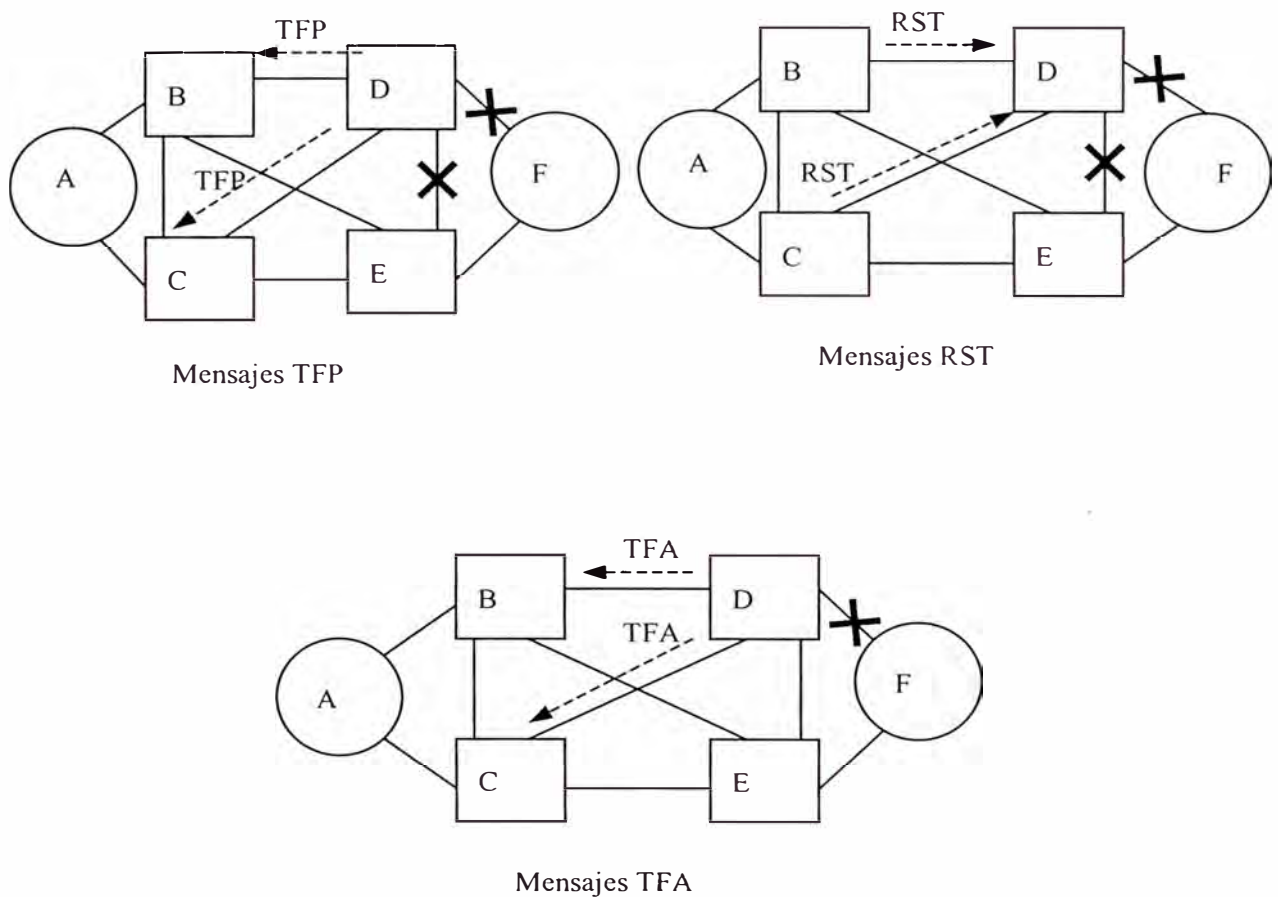 TFP
B
D
A
TFP
F
C
E
Mensajes TFP
RST
B
D
A
RST
F
C
E
Mensajes RST
TFA
B
D
TFA
A
F
C
E
Mensajes TFA